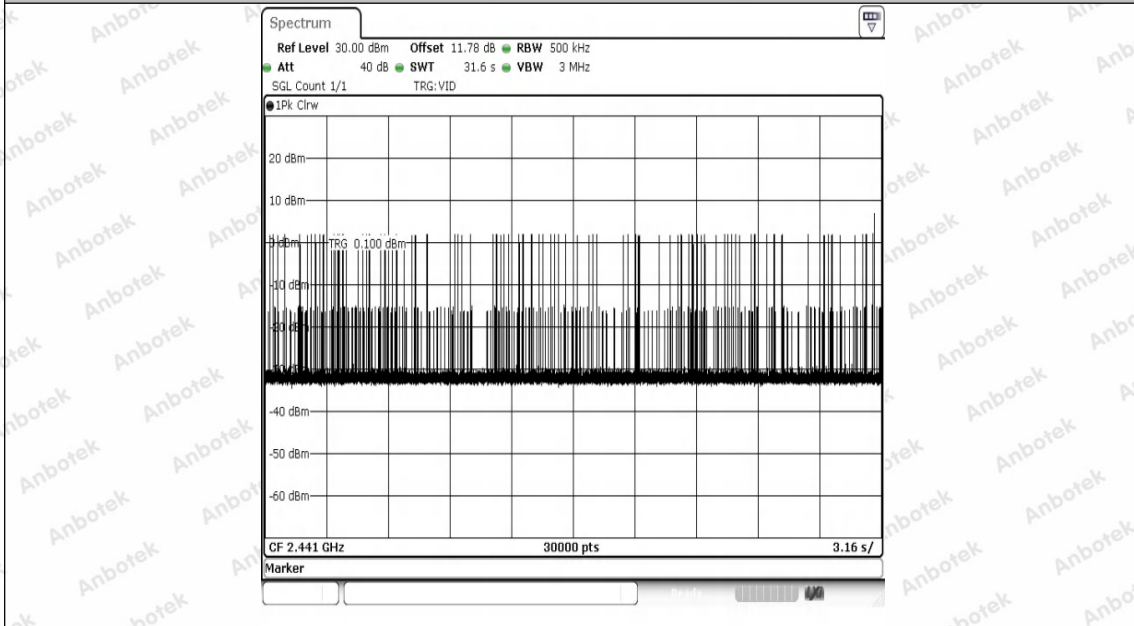 Spectrum
Ref Level 30.00 dBm Offset 11.78 dB RBW 500 kHz
Att 40 dB SWT 31.6 s VBW 3 MHz
SGL Count 1/1 TRG:VID
1Pk Clrw
20 dBm
10 dBm
0 dBm TRG 0.100 dBm
-10 dBm
-20 dBm
-30 dBm
-40 dBm
-50 dBm
-60 dBm
CF 2.441 GHz 30000 pts 3.16 s/
Marker
Anbotek